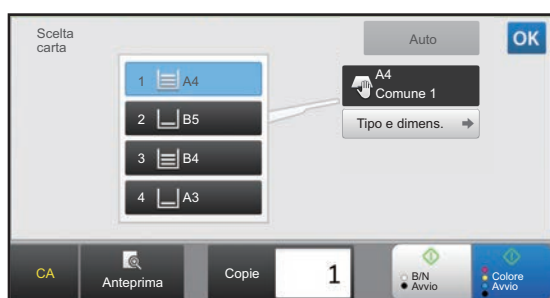 Scelta
carta
Auto
OK
1 A4
2 B5
3 B4
4 A3
A4
Comune 1
Tipo e dimens.
CA
Anteprima
Copie
1
B/N
Avvio
Colore
Avvio